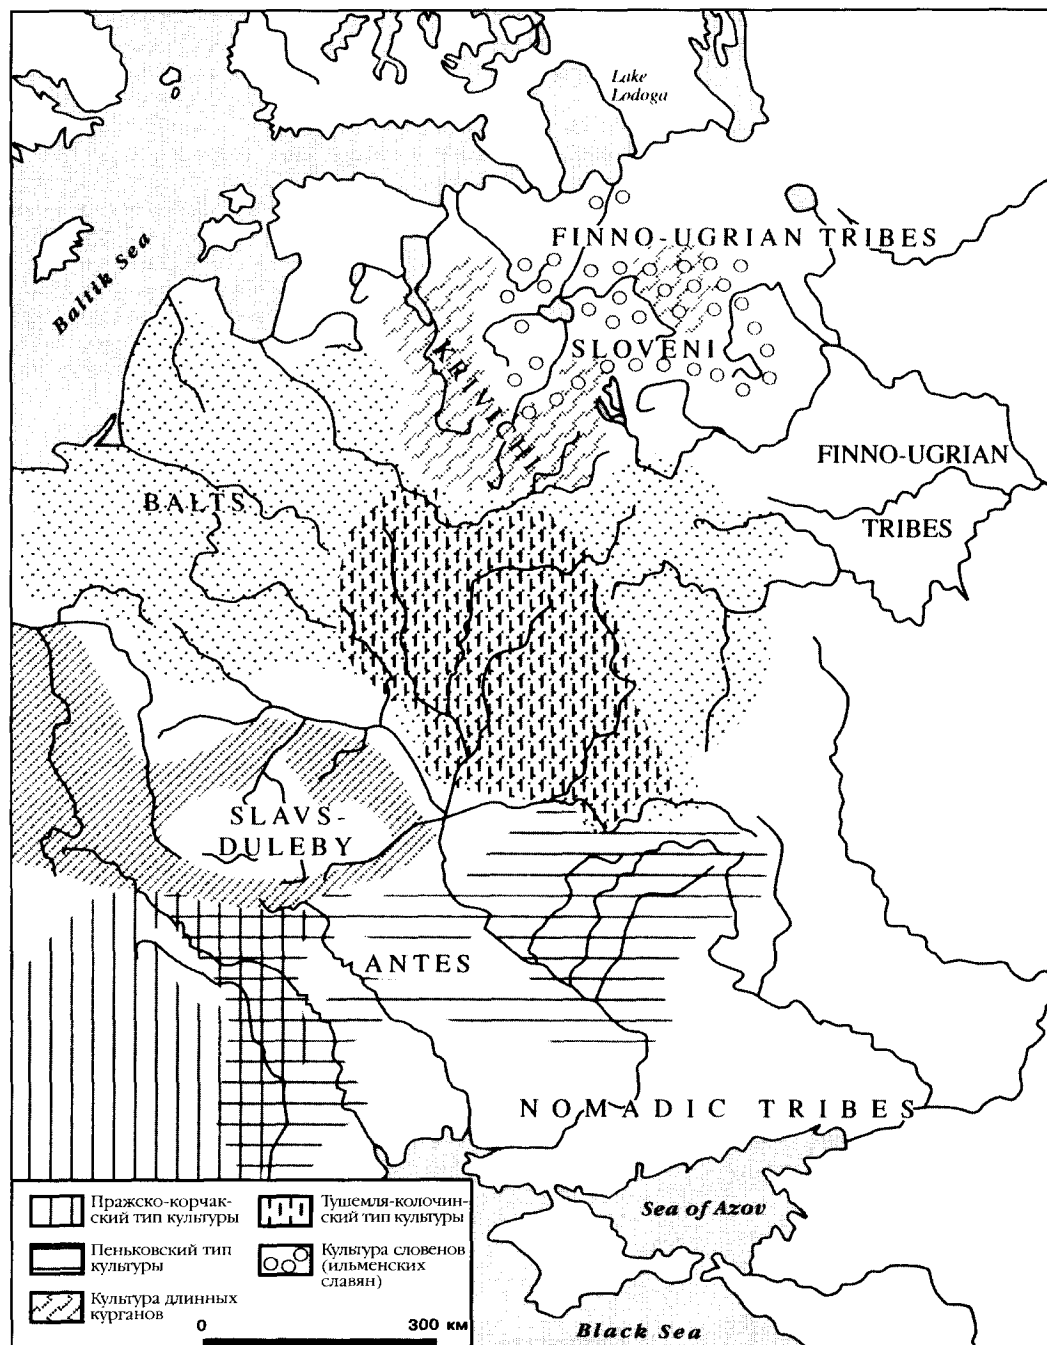 Lake
Lodoga
FINNO-UGRIAN TRIBES
Baltik Sea
SLOVENI
KRIVICHI
FINNO-UGRIAN
TRIBES
BALTS
SLAVS-
DULEBY
ANTES
NOMADIC TRIBES
Sea of Azov
Black Sea
Пражско-корчак-
ский тип культуры
Пеньковский тип
культуры
Культура длинных
курганов
Тушемля-колочин-
ский тип культуры
Культура словенов
(ильменских
славян)
0 300 км